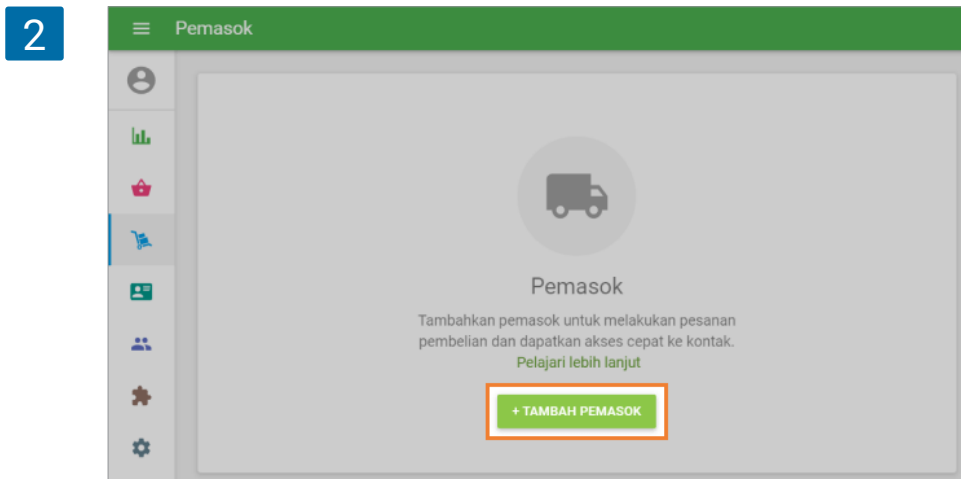 2
Pemasok
Pemasok
Tambahkan pemasok untuk melakukan pesanan
pembelian dan dapatkan akses cepat ke kontak.
Pelajari lebih lanjut
+ TAMBAH PEMASOK